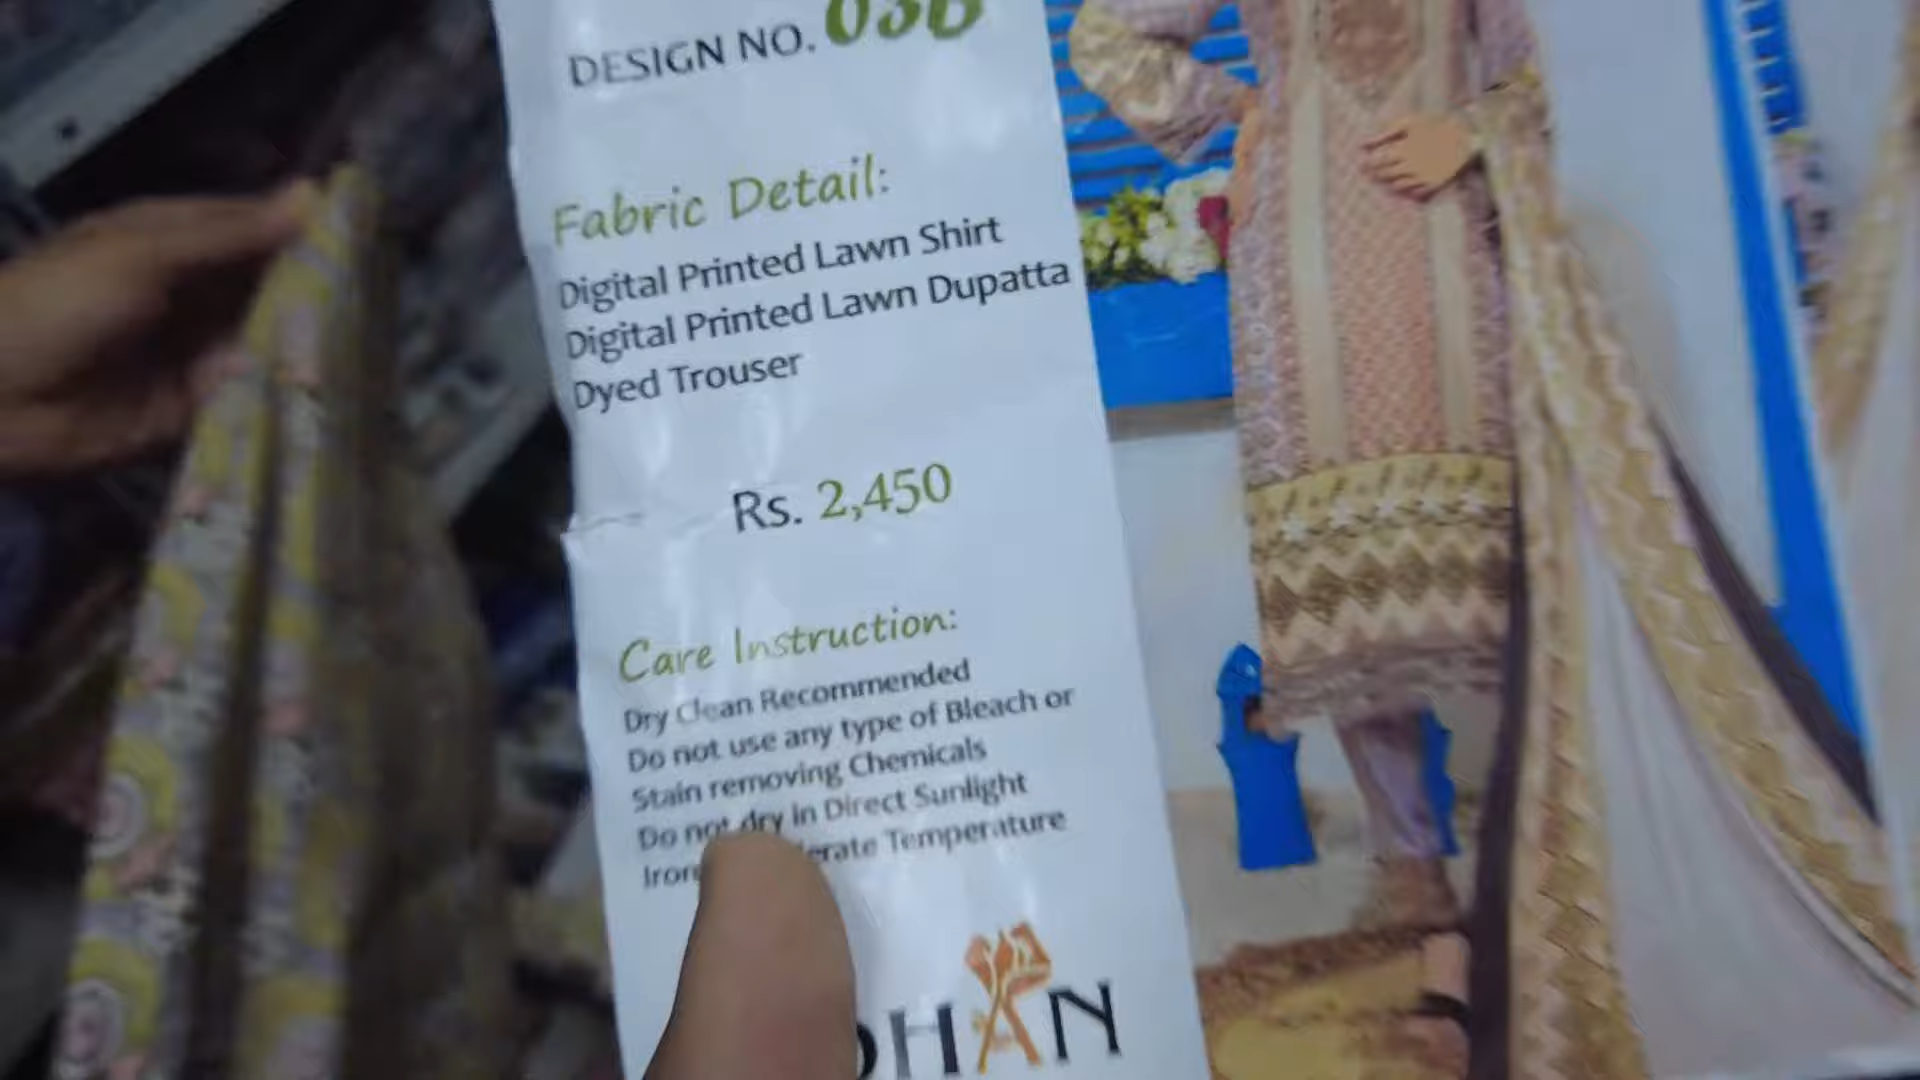 DESIGN NO. 03B
Fabric Detail:
Digital Printed Lawn Shirt
Digital Printed Lawn Dupatta
Dyed Trouser
Rs. 2,450
Care Instruction:
Dry Clean Recommended
Do not use any type of Bleach or
Stain removing Chemicals
Do not dry in Direct Sunlight
Iron Temperature